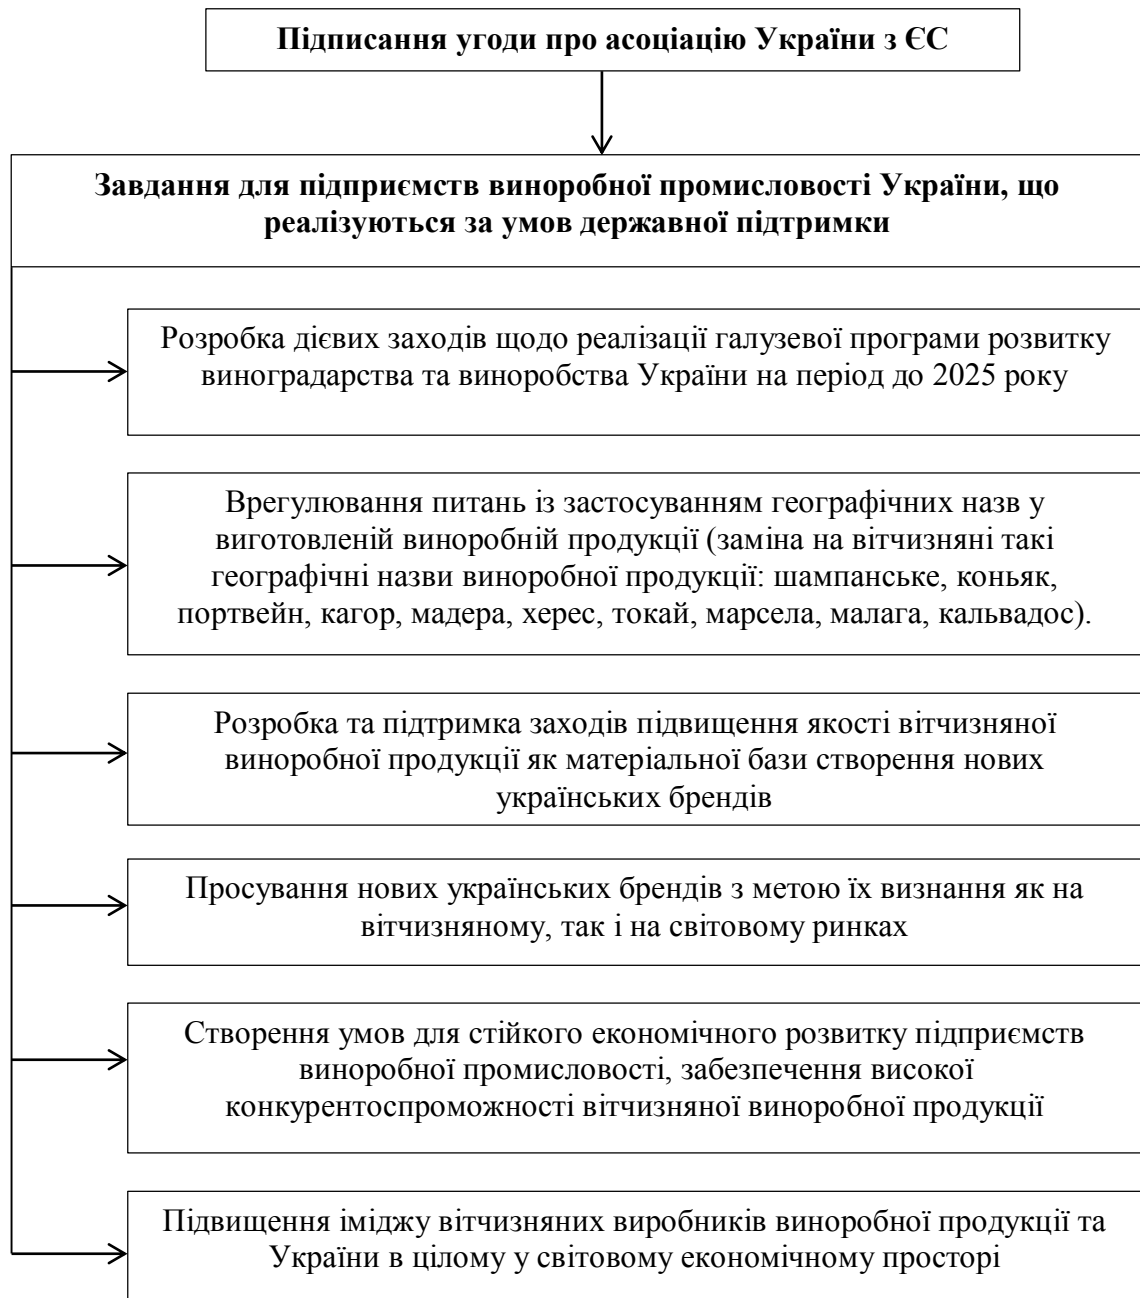 Підписання угоди про асоціацію України з ЄС
Завдання для підприємств виноробної промисловості України, що
реалізуються за умов державної підтримки
Розробка дієвих заходів щодо реалізації галузевої програми розвитку
виноградарства та виноробства України на період до 2025 року
Врегулювання питань із застосуванням географічних назв у
виготовленій виноробній продукції (заміна на вітчизняні такі
географічні назви виноробної продукції: шампанське, коньяк,
портвейн, кагор, мадера, херес, токай, марсела, малага, кальвадос).
Розробка та підтримка заходів підвищення якості вітчизняної
виноробної продукції як матеріальної бази створення нових
українських брендів
Просування нових українських брендів з метою їх визнання як на
вітчизняному, так і на світовому ринках
Створення умов для стійкого економічного розвитку підприємств
виноробної промисловості, забезпечення високої
конкурентоспроможності вітчизняної виноробної продукції
Підвищення іміджу вітчизняних виробників виноробної продукції та
України в цілому у світовому економічному просторі